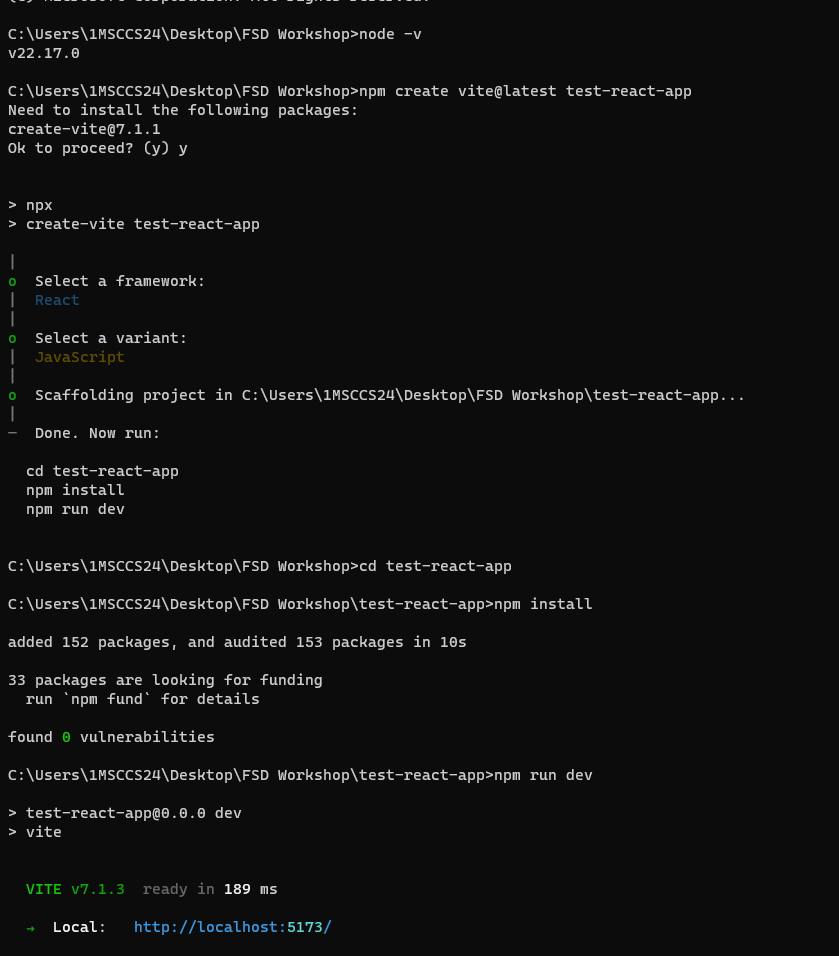 C:\Users\1MSCCS24\Desktop\FSD Workshop>node -v
v22.17.0
C:\Users\1MSCCS24\Desktop\FSD Workshop>npm create vite@latest test-react-app
Need to install the following packages:
create-vite@7.1.1
Ok to proceed? (y) y
> npx
> create-vite test-react-app
|
o  Select a framework:
|  React
|
o  Select a variant:
|  JavaScript
|
o  Scaffolding project in C:\Users\1MSCCS24\Desktop\FSD Workshop\test-react-app...
|
—  Done. Now run:
cd test-react-app
npm install
npm run dev
C:\Users\1MSCCS24\Desktop\FSD Workshop>cd test-react-app
C:\Users\1MSCCS24\Desktop\FSD Workshop\test-react-app>npm install
added 152 packages, and audited 153 packages in 10s
33 packages are looking for funding
run `npm fund` for details
found 0 vulnerabilities
C:\Users\1MSCCS24\Desktop\FSD Workshop\test-react-app>npm run dev
> test-react-app@0.0.0 dev
> vite
VITE v7.1.3  ready in 189 ms
→  Local:   http://localhost:5173/